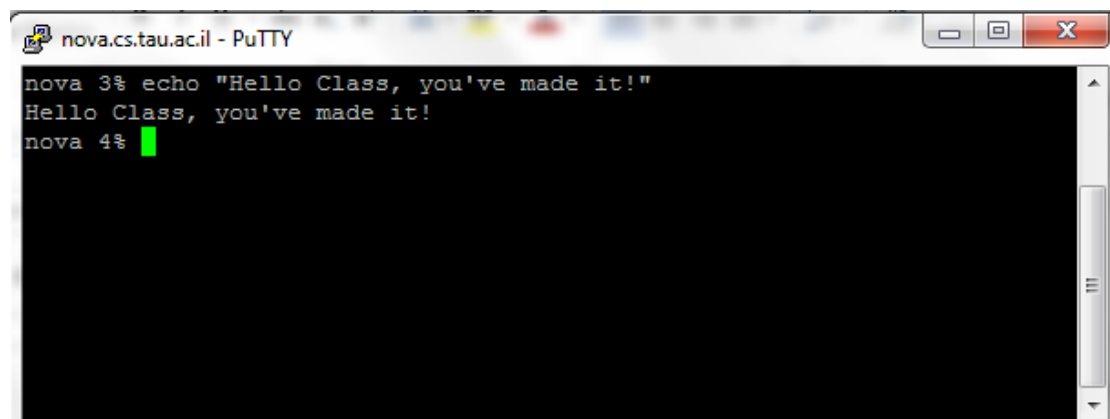 nova.cs.tau.ac.il - PuTTY
nova 3% echo "Hello Class, you've made it!"
Hello Class, you've made it!
nova 4%